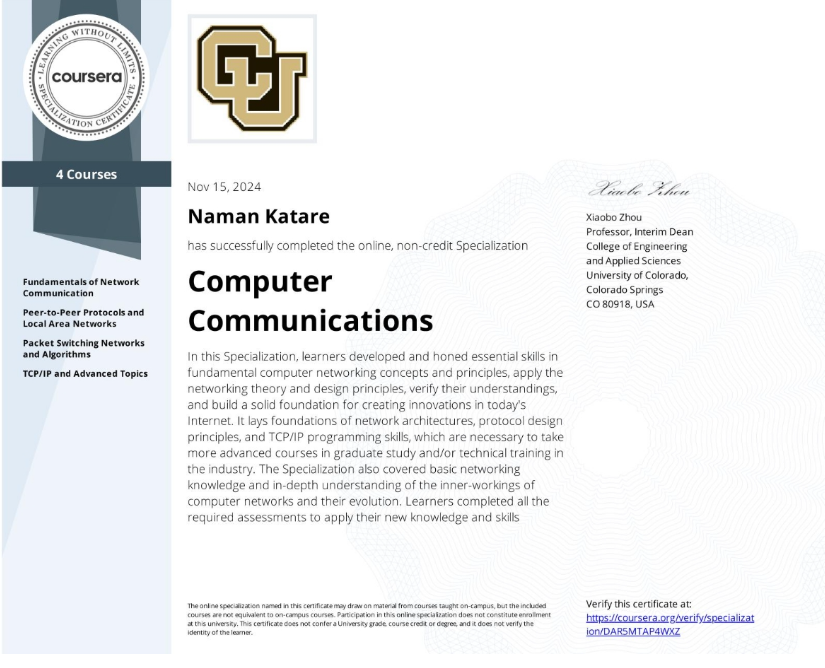 LEARNING WITHOUT LIMITS
coursera
SPECIALIZATION CERTIFICATE
CU
4 Courses
Fundamentals of Network
Communication
Peer-to-Peer Protocols and
Local Area Networks
Packet Switching Networks
and Algorithms
TCP/IP and Advanced Topics
Nov 15, 2024
Naman Katare
has successfully completed the online, non-credit Specialization
Computer
Communications
In this Specialization, learners developed and honed essential skills in
fundamental computer networking concepts and principles, apply the
networking theory and design principles, verify their understandings,
and build a solid foundation for creating innovations in today's
Internet. It lays foundations of network architectures, protocol design
principles, and TCP/IP programming skills, which are necessary to take
more advanced courses in graduate study and/or technical training in
the industry. The Specialization also covered basic networking
knowledge and in-depth understanding of the inner-workings of
computer networks and their evolution. Learners completed all the
required assessments to apply their new knowledge and skills
Xiaobo Zhou
Xiaobo Zhou
Professor, Interim Dean
College of Engineering
and Applied Sciences
University of Colorado,
Colorado Springs
CO 80918, USA
The online specialization named in this certificate may draw on material from courses taught on-campus, but the included
courses are not equivalent to on-campus courses. Participation in this online specialization does not constitute enrollment
at this university. This certificate does not confer a University grade, course credit or degree, and it does not verify the
identity of the learner.
Verify this certificate at:
https://coursera.org/verify/specializat
ion/DAR5MTAP4WXZ